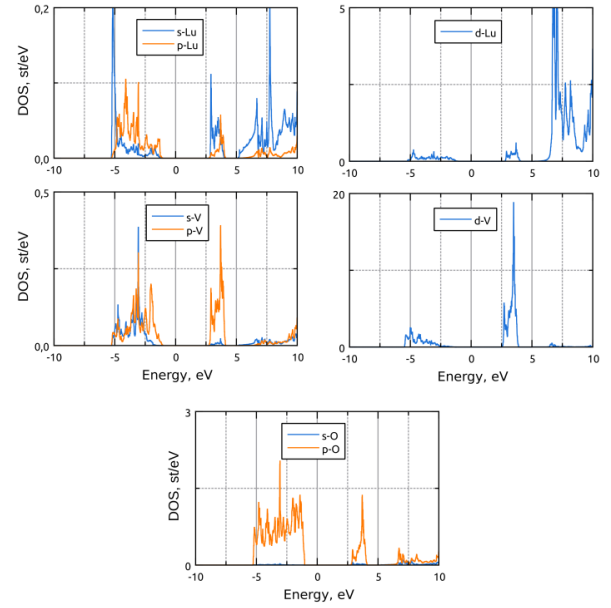 0,2
DOS, st/eV
0,0
s-Lu
p-Lu
5
0
d-Lu
-10 -5 0 5 10
-10 -5 0 5 10
0,5
DOS, st/eV
0,0
s-V
p-V
20
10
0
d-V
-10 -5 0 5 10
Energy, eV
-10 -5 0 5 10
Energy, eV
3
DOS, st/eV
0
s-O
p-O
-10 -5 0 5 10
Energy, eV